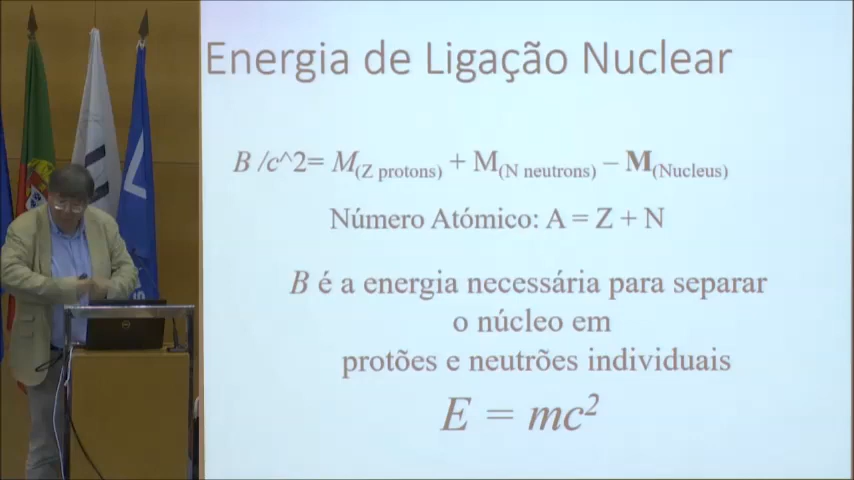 Energia de Ligação Nuclear
B /c^2= M(Z protons) + M(N neutrons) – M(Nucleus)
Número Atómico: A = Z + N
B é a energia necessária para separar
o núcleo em
protões e neutrões individuais
E = mc²